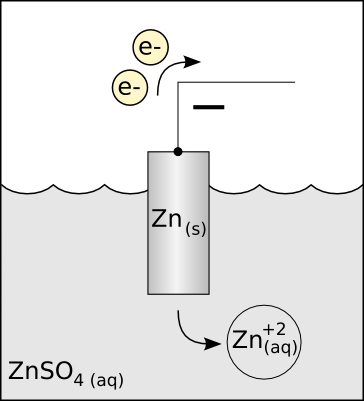 e-
e-
Zn(s)
Zn+2(aq)
ZnSO4 (aq)